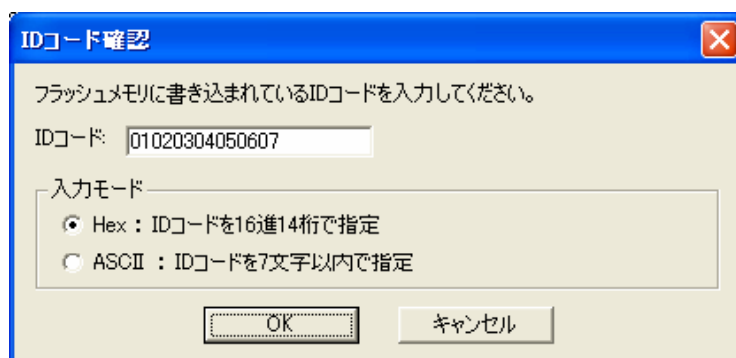 IDコード確認
フラッシュメモリに書き込まれているIDコードを入力してください。
IDコード: 01020304050607
入力モード
Hex : IDコードを16進14桁で指定
ASCII : IDコードを7文字以内で指定
OK キャンセル